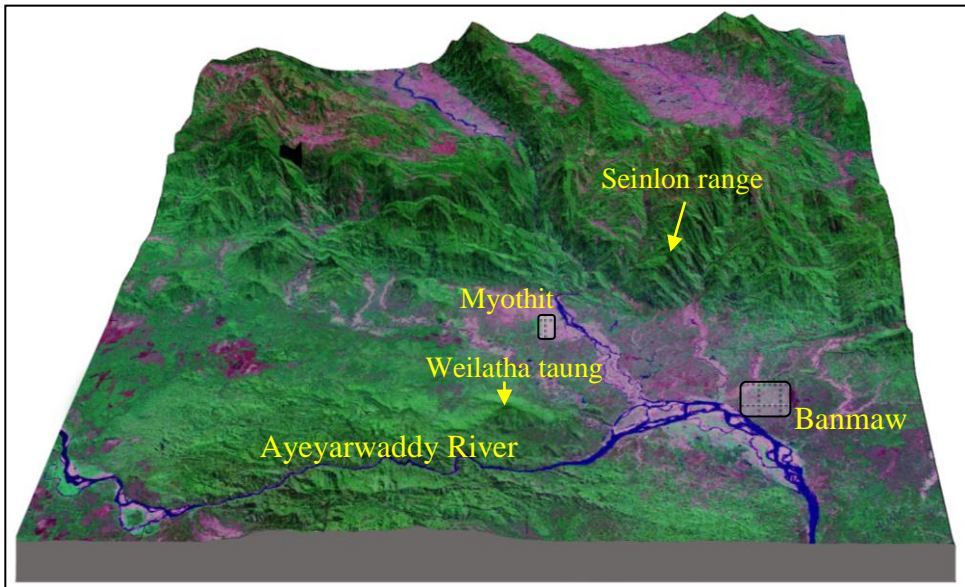 Seinlon range
Myothit
Weilatha taung
Banmaw
Ayeyarwaddy River